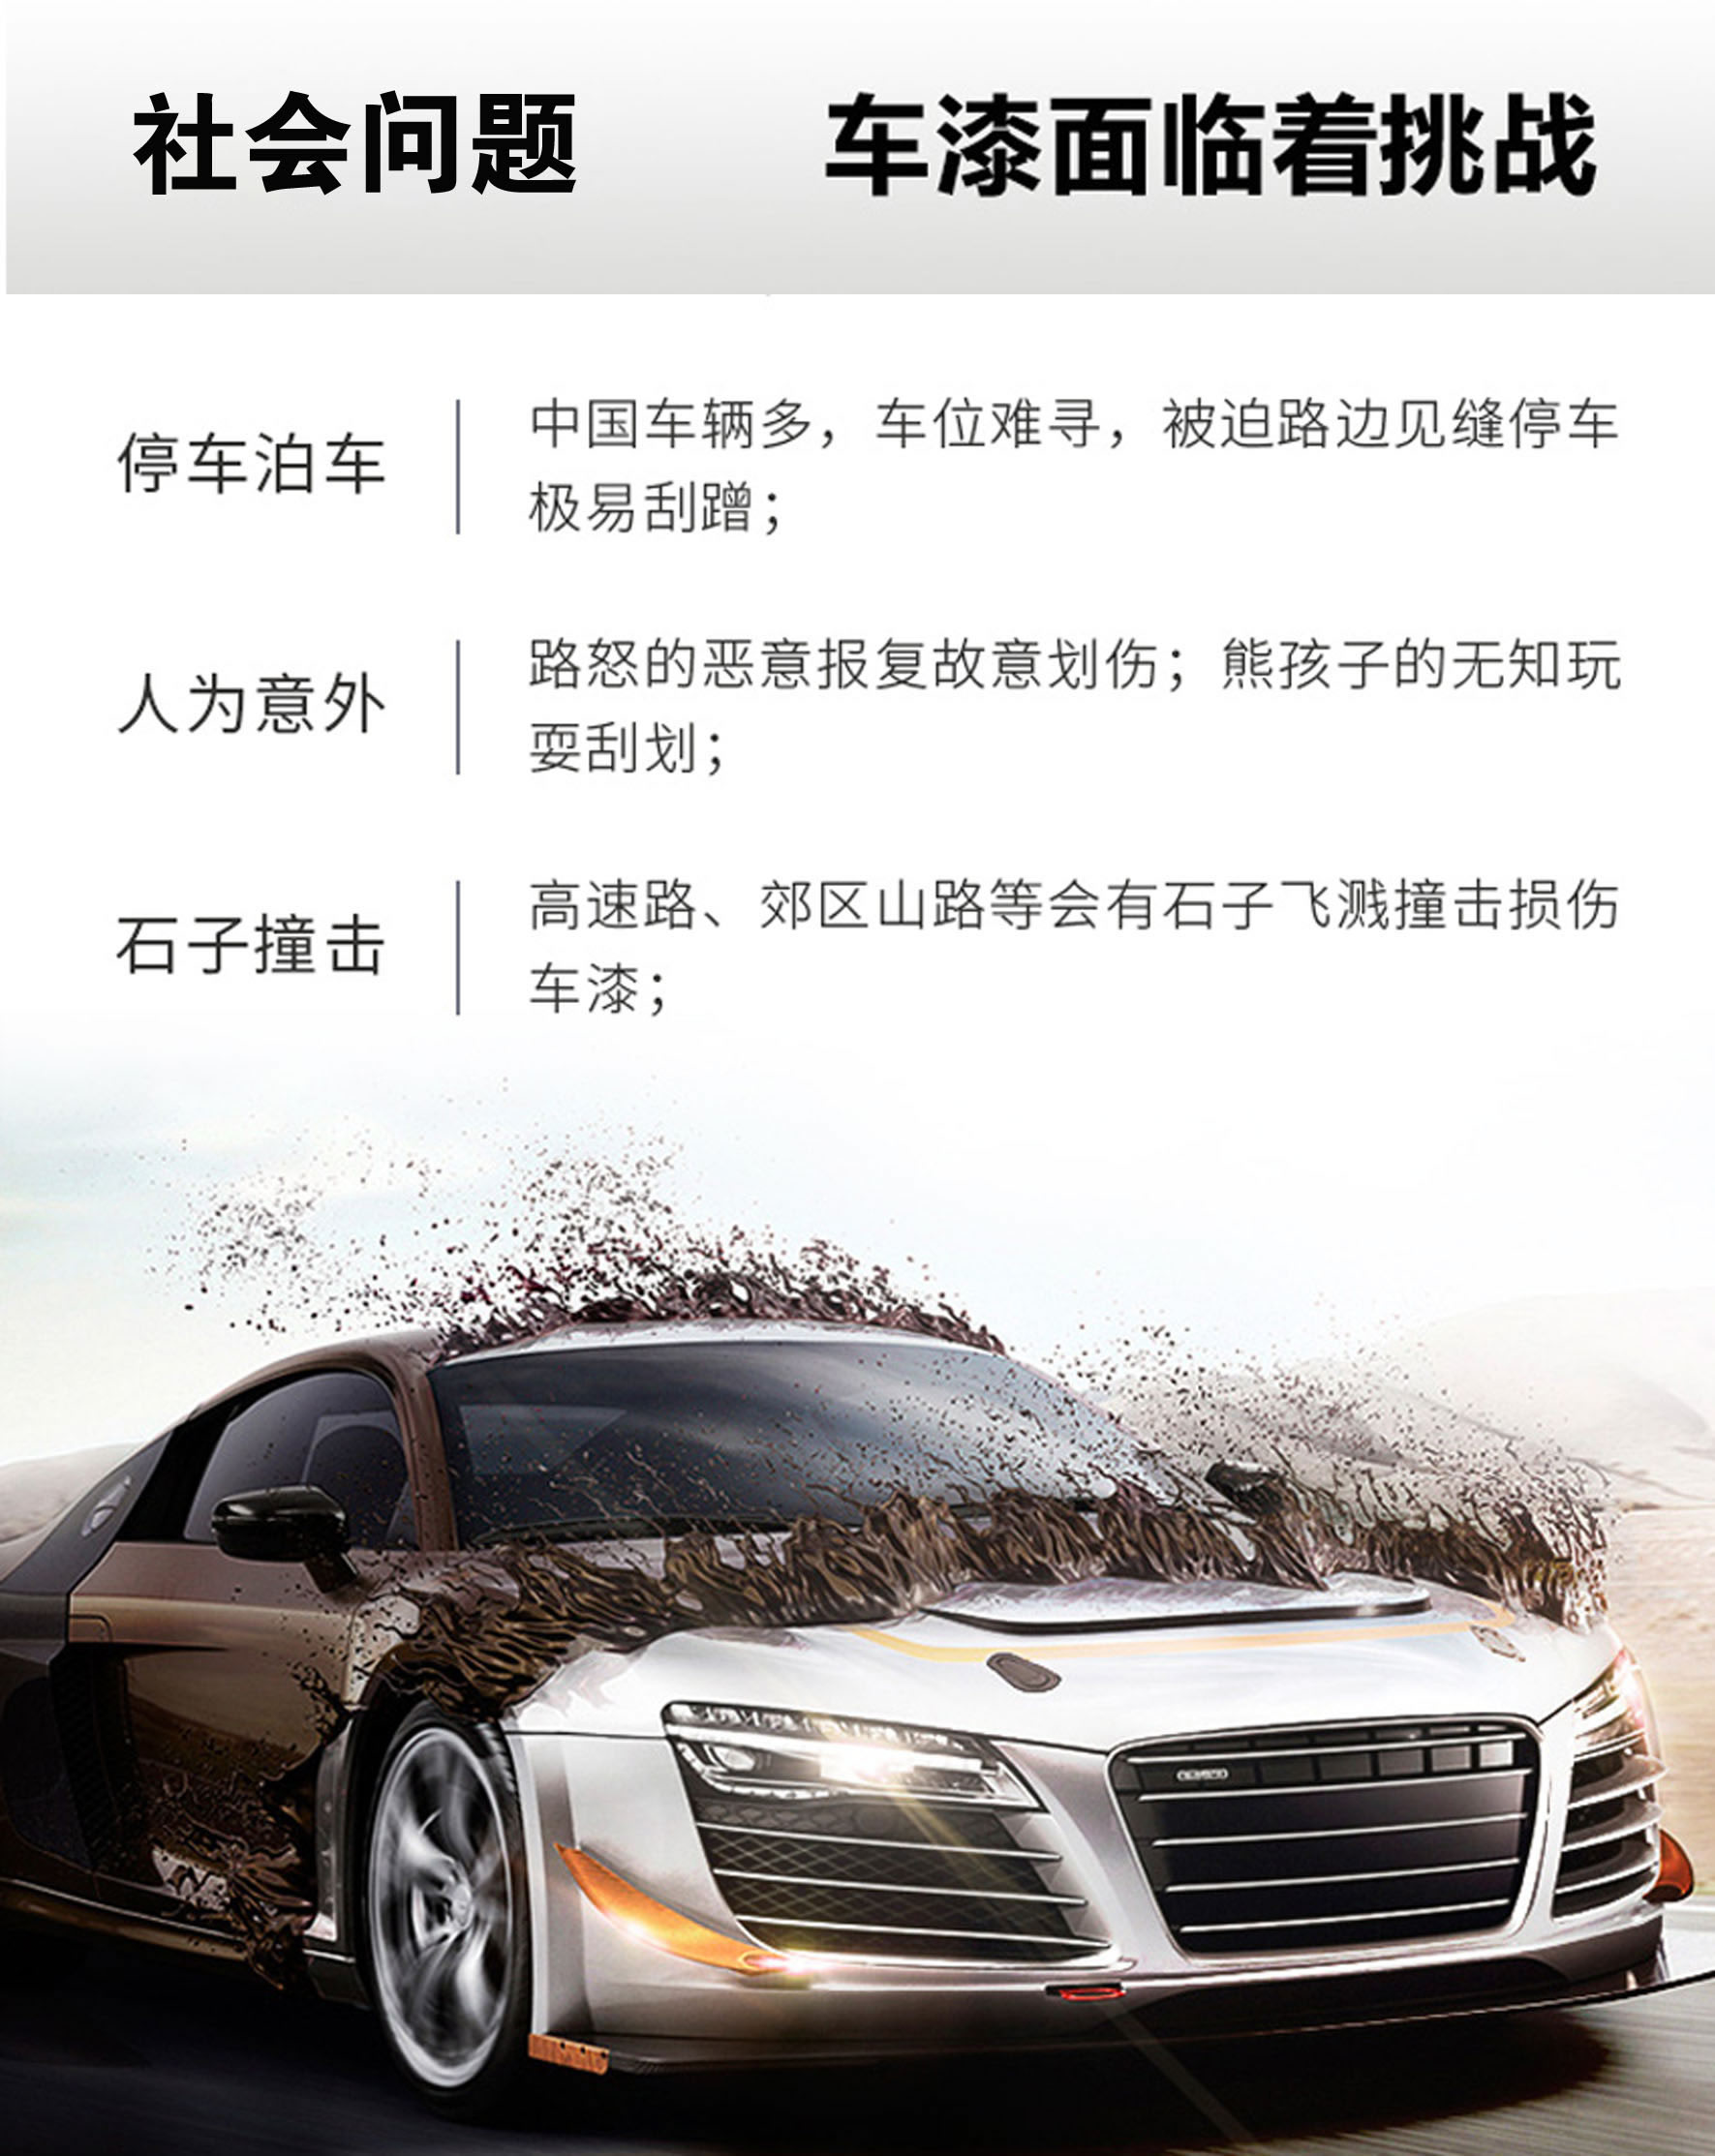 社会问题 车漆面临着挑战
停车泊车
中国车辆多，车位难寻，被迫路边见缝停车
极易刮蹭；
人为意外
路怒的恶意报复故意划伤；熊孩子的无知玩
耍刮划；
石子撞击
高速路、郊区山路等会有石子飞溅撞击损伤
车漆；